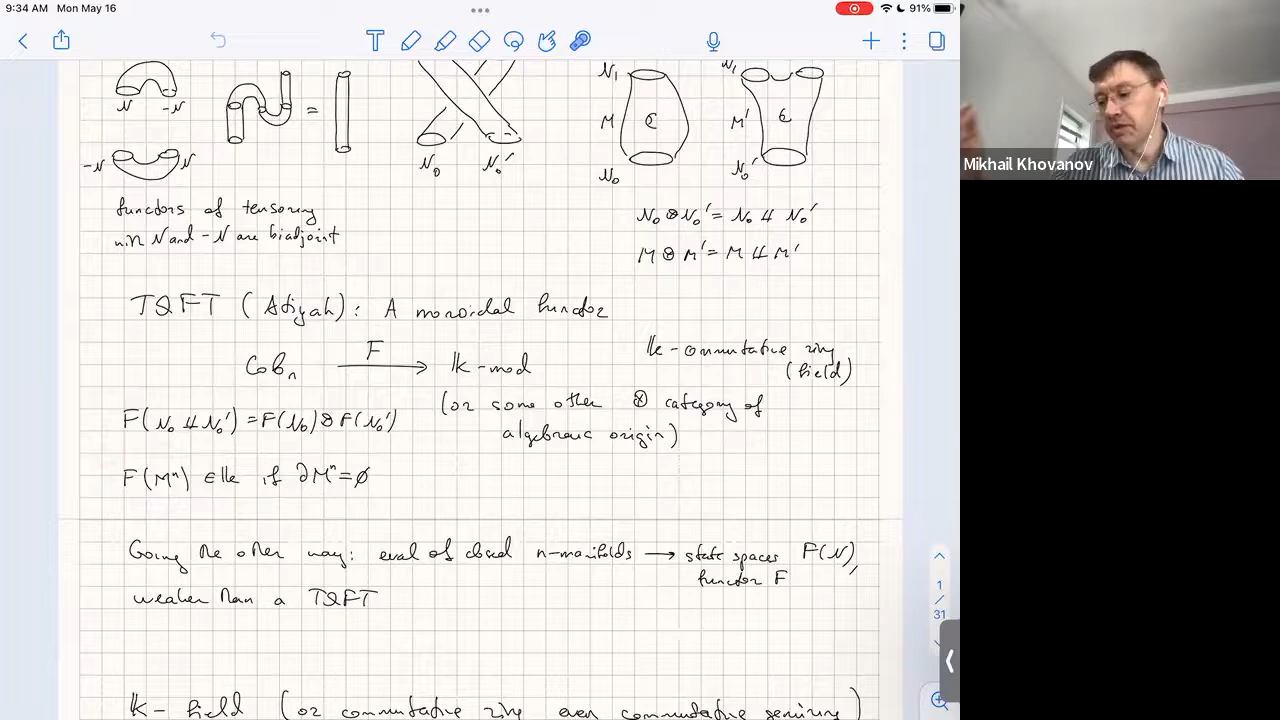 9:34 AM Mon May 16
91%
Mikhail Khovanov
N -N
-N N
=
N₀ N₀'
N₁
M C
N₀
N₁
M' C
N₀'
functors of tensoring
with N and -N are biadjoint
N₀ ⊗ N₀' = N₀ ⊔ N₀'
M ⊗ M' = M ⊔ M'
TQFT (Atiyah): A monoidal functor
Cobₙ F → 𝕜-mod
𝕜-commutative ring
(field)
(or some other ⊗ category of
algebraic origin)
F(N₀ ⊔ N₀') = F(N₀) ⊗ F(N₀')
F(Mⁿ) ∈ 𝕜 if ∂Mⁿ = ∅
Going the other way: eval of closed n-manifolds → state spaces F(N),
functor F
weaker than a TQFT
1
/
31
𝕜 - field (or commutative ring even commutative semiring)